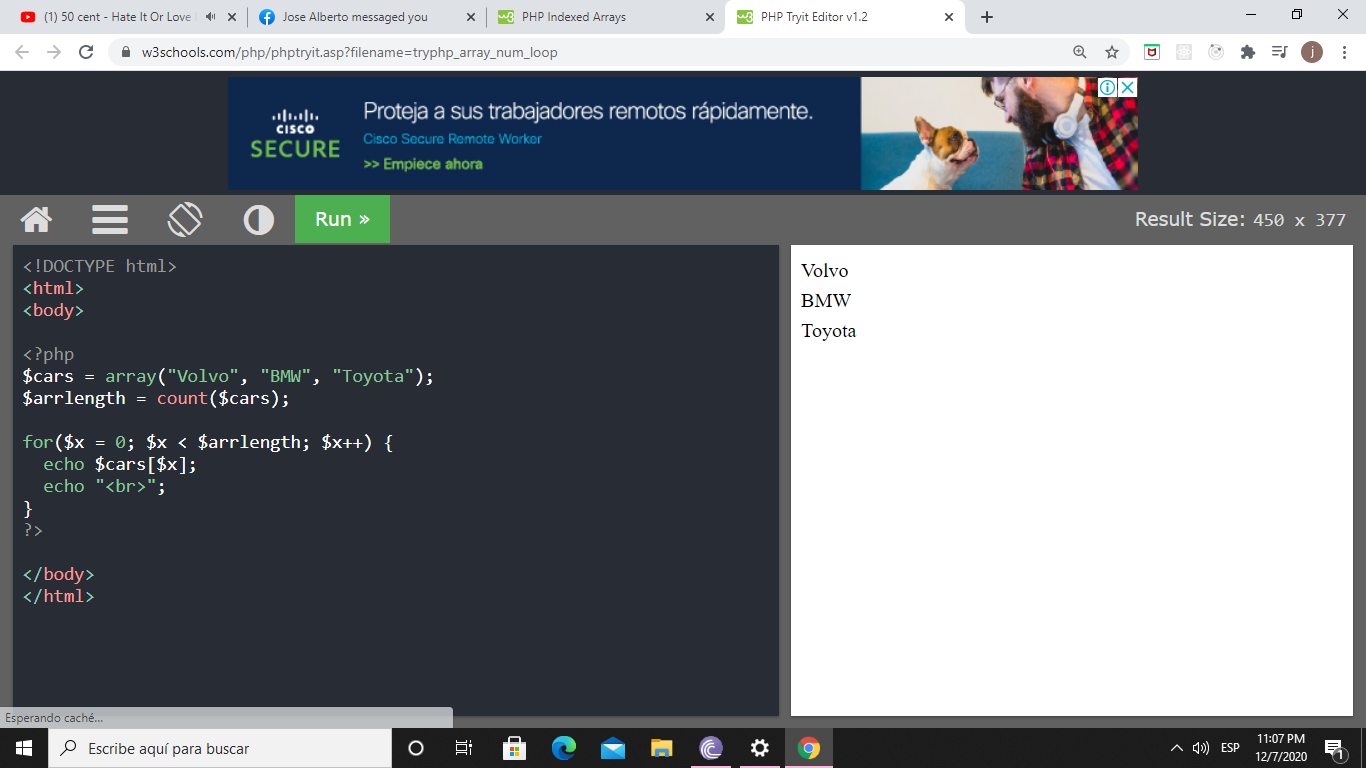 (1) 50 cent - Hate It Or Love
Jose Alberto messaged you
PHP Indexed Arrays
PHP Tryit Editor v1.2
w3schools.com/php/phptryit.asp?filename=tryphp_array_num_loop
j
CISCO
SECURE
Proteja a sus trabajadores remotos rápidamente.
Cisco Secure Remote Worker
>> Empiece ahora
Run »
Result Size: 450 x 377
<!DOCTYPE html>
<html>
<body>
<?php
$cars = array("Volvo", "BMW", "Toyota");
$arrlength = count($cars);
for($x = 0; $x < $arrlength; $x++) {
  echo $cars[$x];
  echo "<br>";
}
?>
</body>
</html>
Volvo
BMW
Toyota
Esperando caché...
Escribe aquí para buscar
ESP
11:07 PM
12/7/2020
1